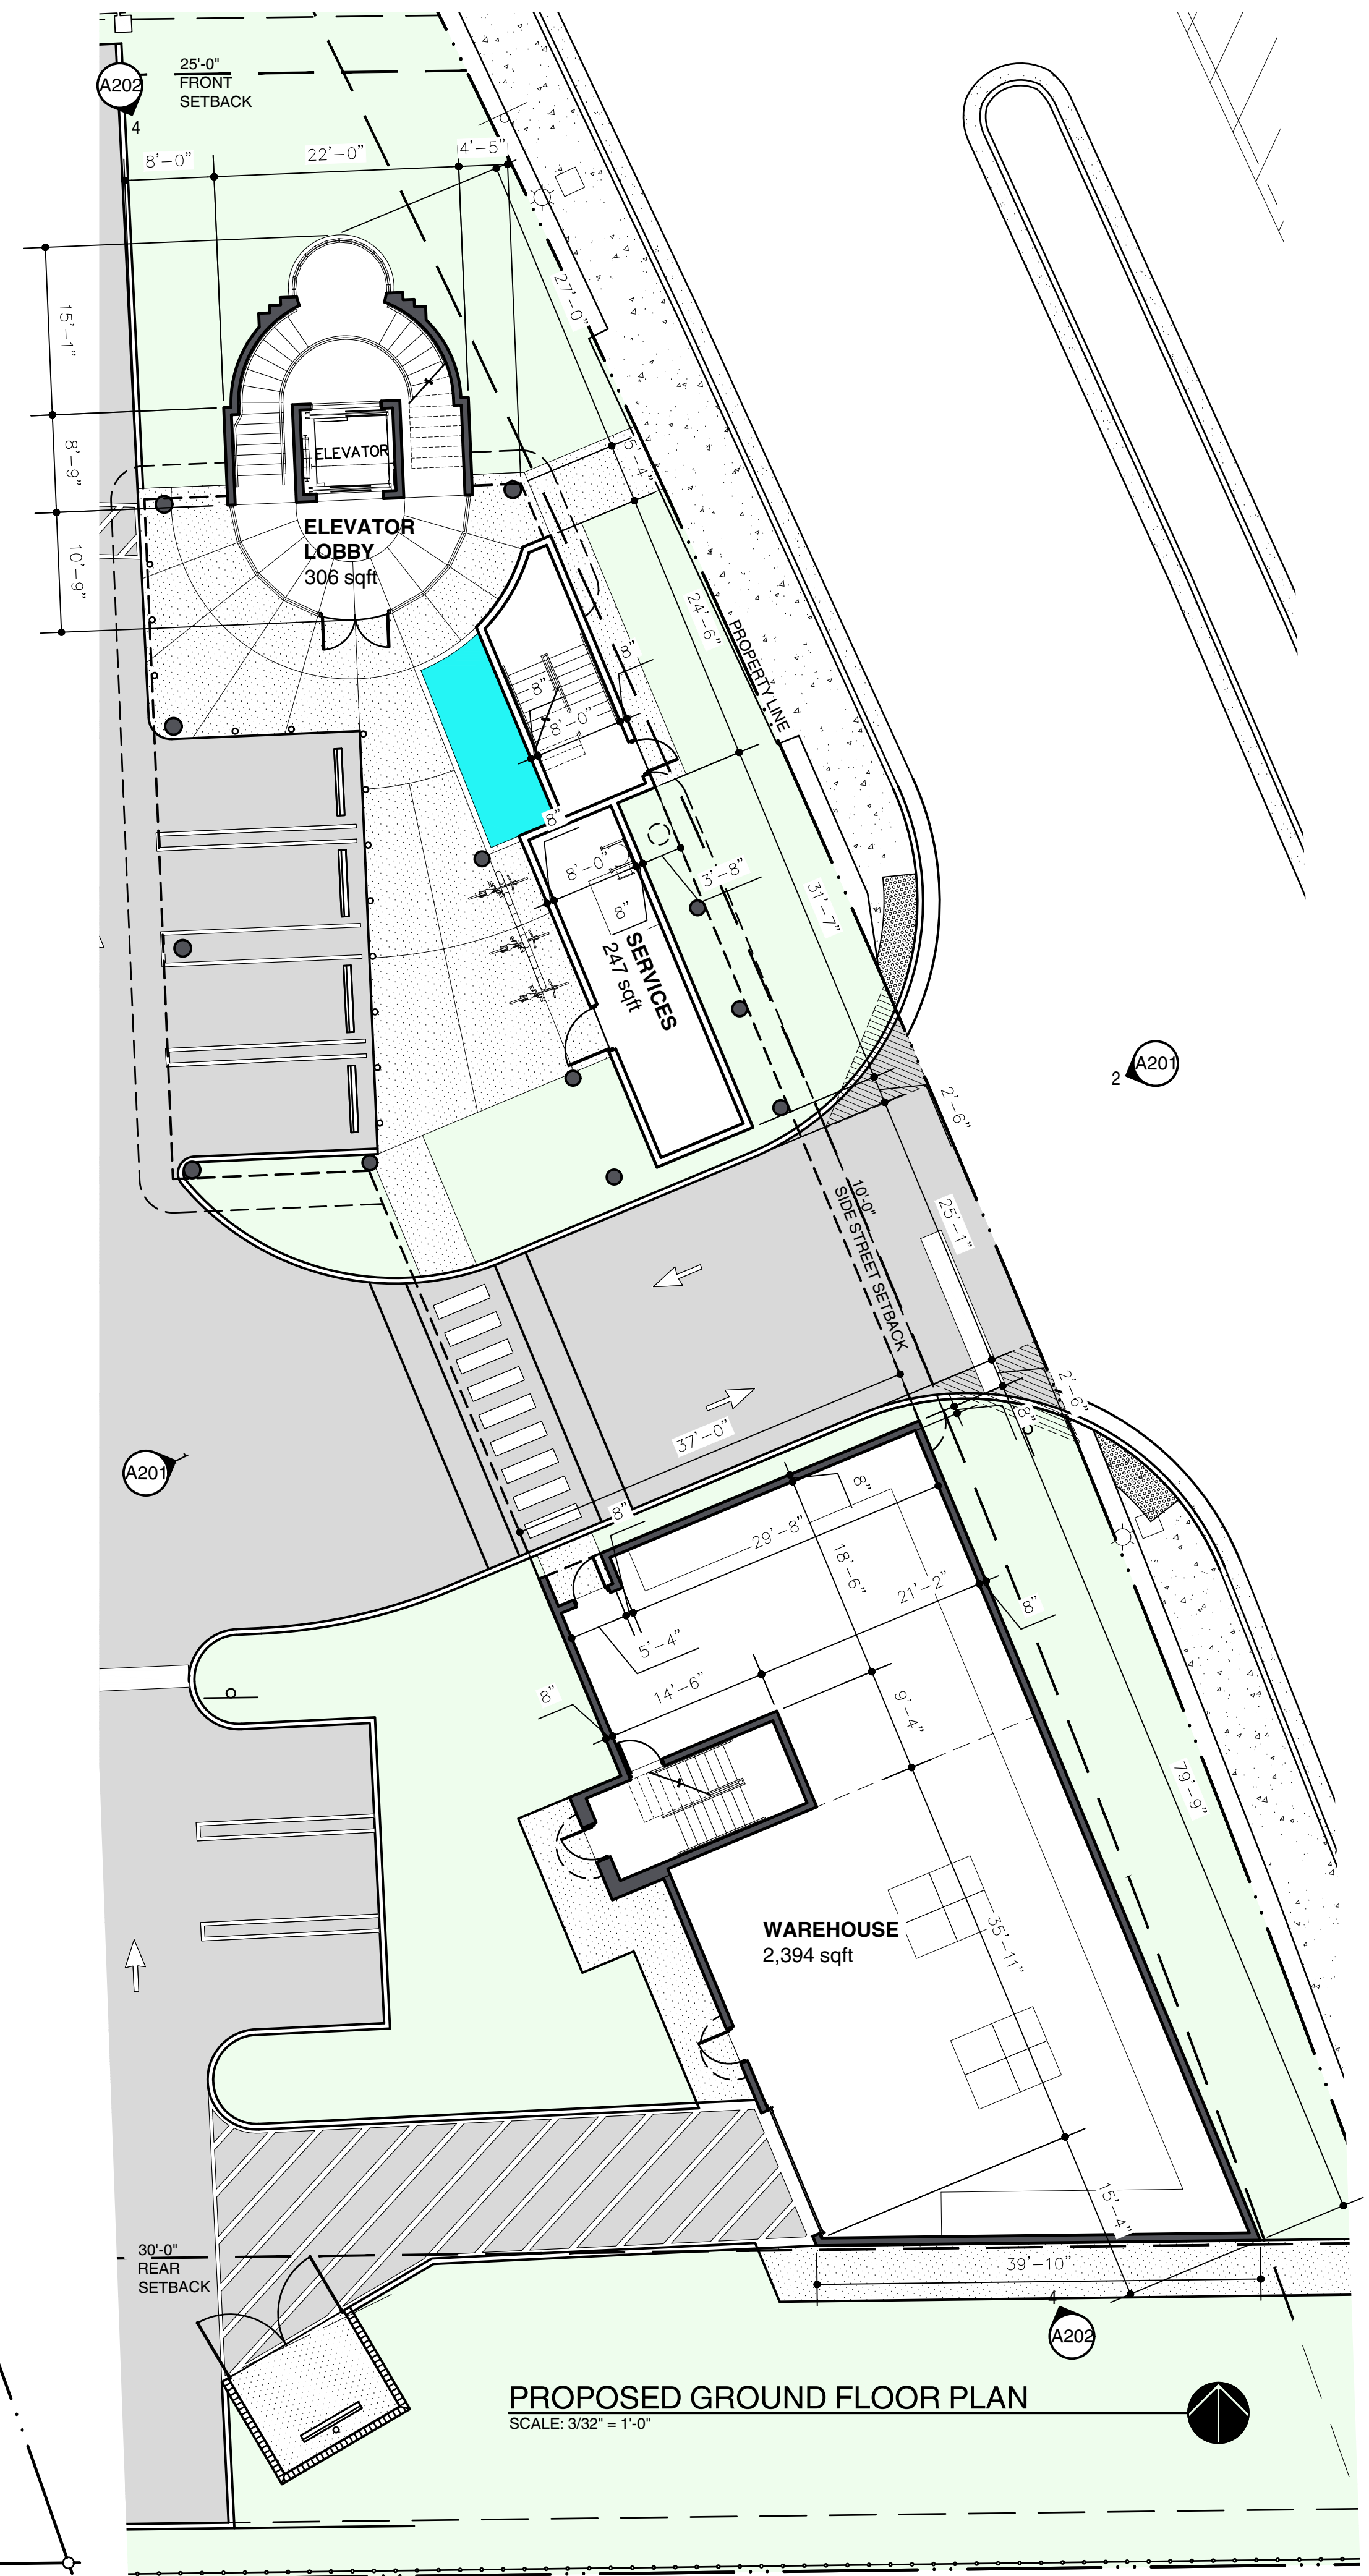 25'-0"
FRONT
SETBACK
A202
4
8'-0"
22'-0"
4'-5"
27'-0"
15'-1"
8'-9"
10'-9"
ELEVATOR
5'-4"
ELEVATOR
LOBBY
306 sqft
24'-6"
PROPERTY LINE
8"
8"
8'-0"
8"
8'-0"
3'-8"
8"
31'-7"
SERVICES
247 sqft
2
A201
2'-6"
10'-0"
SIDE STREET SETBACK
25'-1"
2'-6"
8"
37'-0"
A201
8"
8"
29'-8"
18'-6"
21'-2"
8"
5'-4"
14'-6"
8"
9'-4"
79'-9"
WAREHOUSE
2,394 sqft
35'-11"
15'-4"
30'-0"
REAR
SETBACK
39'-10"
4
A202
PROPOSED GROUND FLOOR PLAN
SCALE: 3/32" = 1'-0"